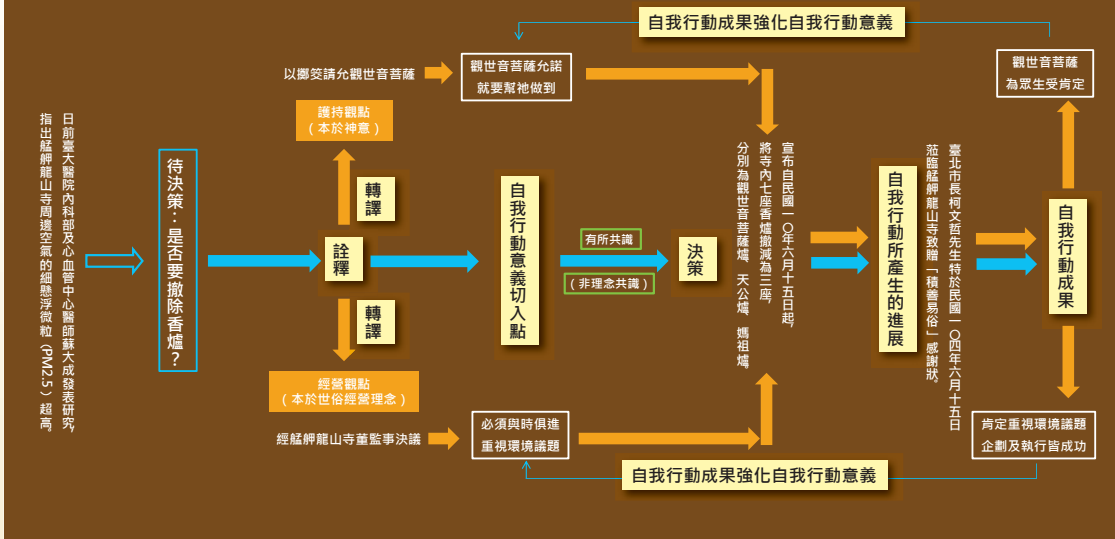 自我行動成果強化自我行動意義
以擲筊請允觀世音菩薩
觀世音菩薩允諾
就要幫祂做到
觀世音菩薩
為眾生受肯定
護持觀點
（本於神意）
日前臺大醫院內科部及心血管中心醫師蘇大成發表研究，
指出艋舺龍山寺周邊空氣的細懸浮微粒（PM2.5）超高。
待決策：是否要撤除香爐？
轉譯
詮釋
轉譯
自我行動意義切入點
有所共識
（非理念共識）
決策
宣布自民國一〇年六月十五日起，
將寺內七座香爐撤減為三座，
分別為觀世音菩薩爐、天公爐、媽祖爐。
自我行動所產生的進展
臺北市長柯文哲先生特於民國一〇四年六月十五日
蒞臨艋舺龍山寺致贈「積善易俗」感謝狀。
自我行動成果
經營觀點
（本於世俗經營理念）
經艋舺龍山寺董監事決議
必須與時俱進
重視環境議題
肯定重視環境議題
企劃及執行皆成功
自我行動成果強化自我行動意義